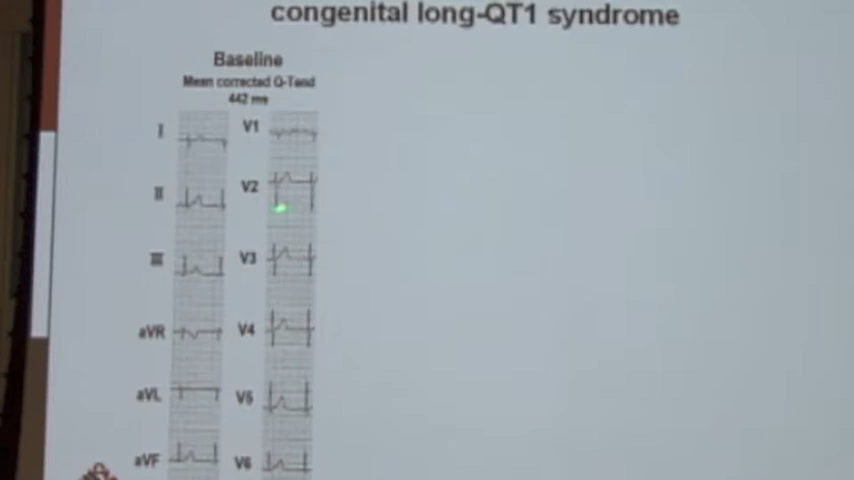 congenital long-QT1 syndrome
Baseline
Mean corrected Q-Tend
442 ms
I V1
II V2
III V3
aVR V4
aVL V5
aVF V6